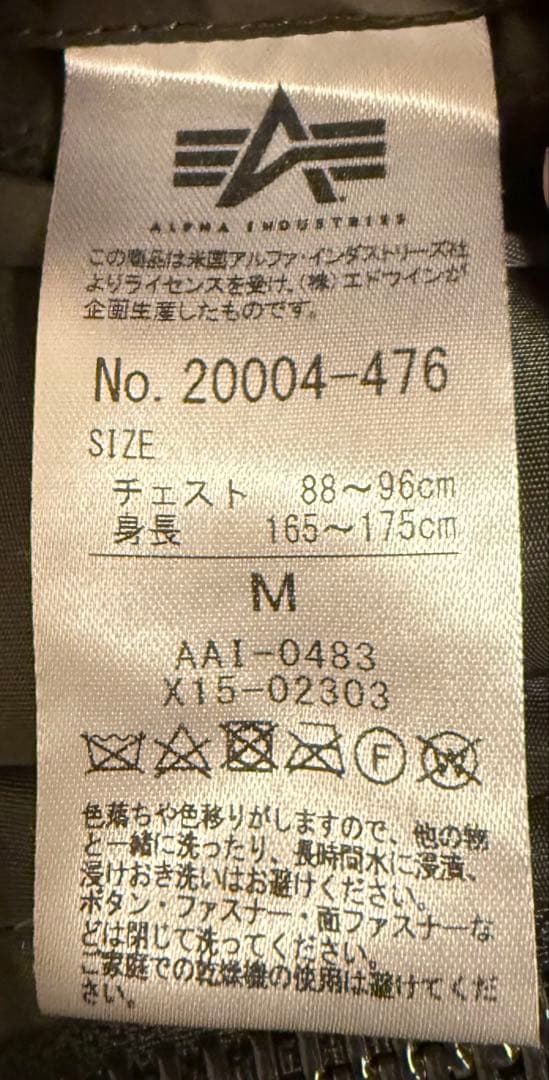 ALPHA INDUSTRIES
この商品は米国アルファ・インダストリーズ社
よりライセンスを受け、(株)エドウインが
企画生産したものです。
No. 20004-476
SIZE
チェスト 88～96cm
身長 165～175cm
M
AAI-0483
X15-02303
F W
色落ちや色移りがしますので、他の物
と一緒に洗ったり、長時間水に浸漬、
浸けおき洗いはお避けください。
ボタン・ファスナー・面ファスナーな
どは閉じて洗ってください。
ご家庭での乾燥機の使用は避けてくだ
さい。